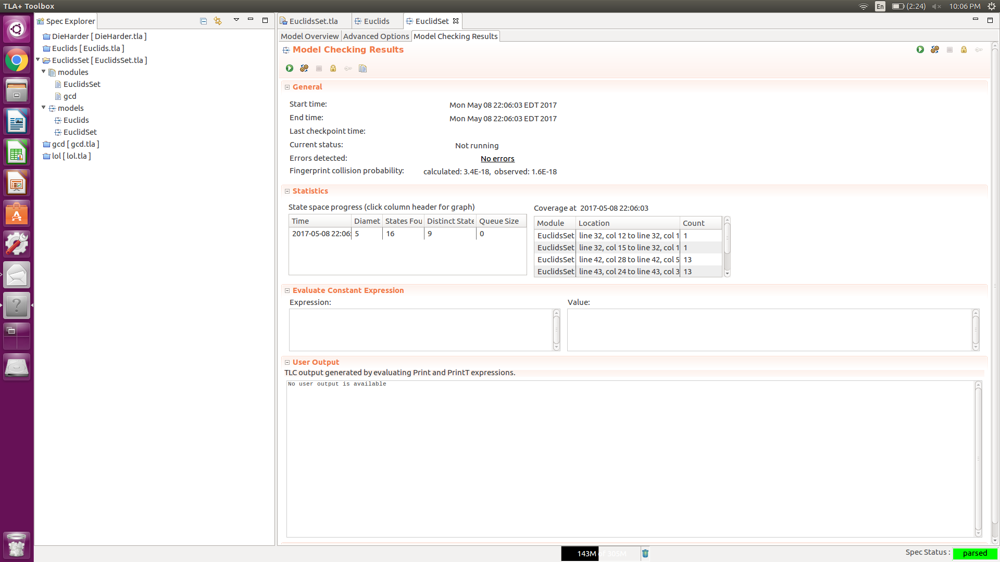 TLA+ Toolbox
En
(2:24)
10:06 PM
Spec Explorer
DieHarder [ DieHarder.tla ]
Euclids [ Euclids.tla ]
EuclidsSet [ EuclidsSet.tla ]
modules
EuclidsSet
gcd
models
Euclids
EuclidSet
gcd [ gcd.tla ]
lol [ lol.tla ]
EuclidsSet.tla
Euclids
EuclidSet
Model Overview
Advanced Options
Model Checking Results
Model Checking Results
General
Start time: Mon May 08 22:06:03 EDT 2017
End time: Mon May 08 22:06:03 EDT 2017
Last checkpoint time:
Current status: Not running
Errors detected: No errors
Fingerprint collision probability: calculated: 3.4E-18, observed: 1.6E-18
Statistics
State space progress (click column header for graph)
Time Diamet States Fou Distinct State Queue Size
2017-05-08 22:06: 5 16 9 0
Coverage at 2017-05-08 22:06:03
Module Location Count
EuclidsSet line 32, col 12 to line 32, col 1 1
EuclidsSet line 32, col 15 to line 32, col 1 1
EuclidsSet line 42, col 28 to line 42, col 5 13
EuclidsSet line 43, col 24 to line 43, col 3 13
Evaluate Constant Expression
Expression:
Value:
User Output
TLC output generated by evaluating Print and PrintT expressions.
No user output is available
143M of 305M
Spec Status : parsed